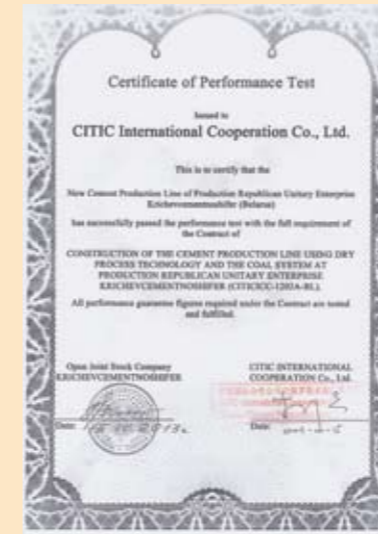 Certificate of Performance Test
Issued to
CITIC International Cooperation Co., Ltd.
This is to certify that the
New Cement Production Line of Production Republican Unitary Enterprise
Krichevcementnoshifer (Belarus)
has successfully passed the performance test with the full requirement of
the Contract of
CONSTRUCTION OF THE CEMENT PRODUCTION LINE USING DRY
PROCESS TECHNOLOGY AND THE COAL SYSTEM AT
PRODUCTION REPUBLICAN UNITARY ENTERPRISE
KRICHEVCEMENTNOSHIFER
All performance guarantee figures required under the Contract are tested
and fulfilled.
Open Joint Stock Company
KRICHEVCEMENTNOSHIFER
CITIC INTERNATIONAL
COOPERATION Co., Ltd.
Date:
Date: